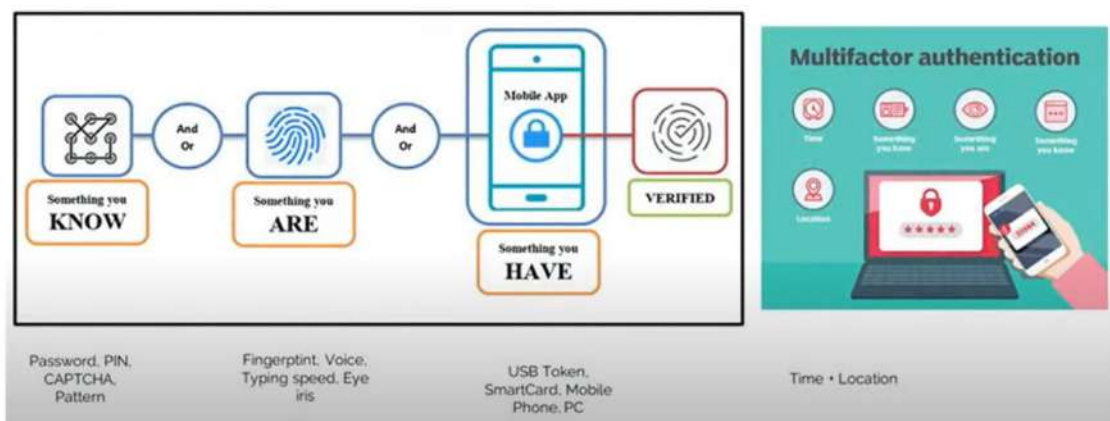 Multifactor authentication
Mobile App
And
Or
And
Or
Time
Something
you have
Something
you are
Something
you know
Something you
KNOW
Something you
ARE
VERIFIED
Location
Something you
HAVE
Password, PIN,
CAPTCHA,
Pattern
Fingerptint, Voice,
Typing speed, Eye
iris
USB Token,
SmartCard, Mobile
Phone, PC
Time + Location